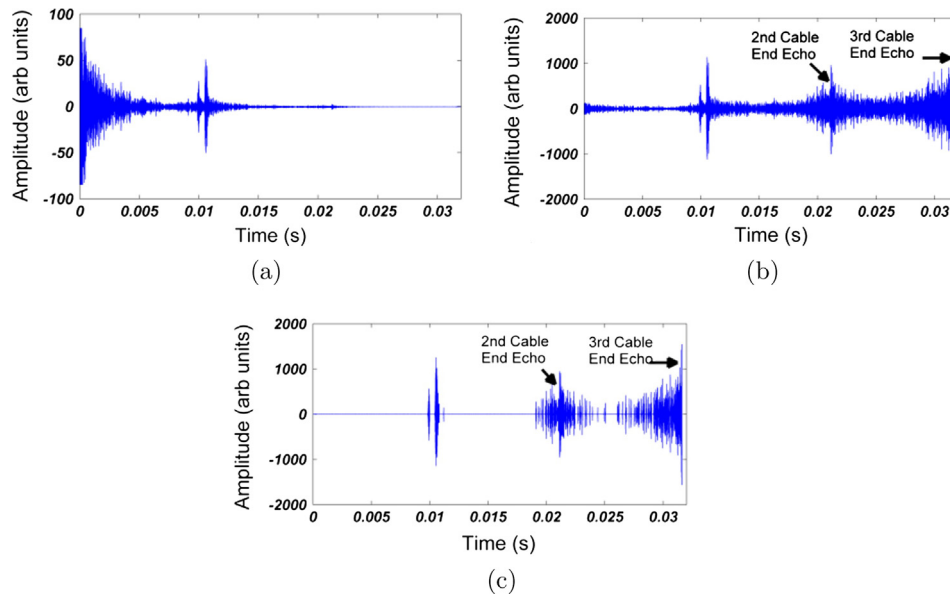 Amplitude (arb units)
100
50
0
-50
-100
0
0.005
0.01
0.015
0.02
0.025
0.03
Time (s)
(a)
Amplitude (arb units)
2000
1000
0
-1000
-2000
2nd Cable
End Echo
3rd Cable
End Echo
0
0.005
0.01
0.015
0.02
0.025
0.03
Time (s)
(b)
Amplitude (arb units)
2000
1000
0
-1000
-2000
2nd Cable
End Echo
3rd Cable
End Echo
0
0.005
0.01
0.015
0.02
0.025
0.03
Time (s)
(c)